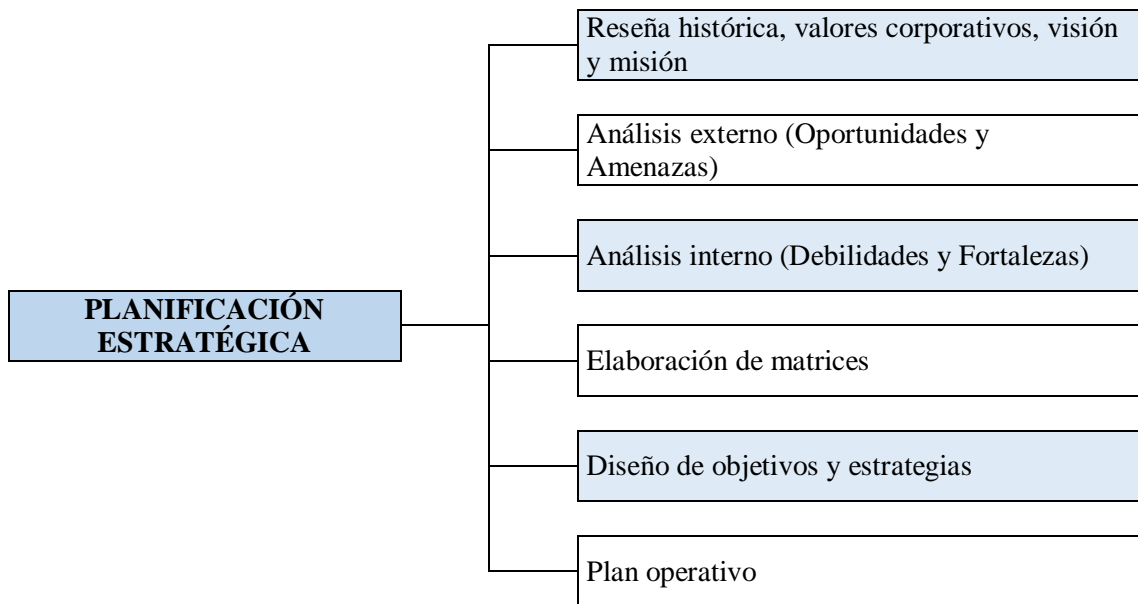 Reseña histórica, valores corporativos, visión
y misión
Análisis externo (Oportunidades y
Amenazas)
Análisis interno (Debilidades y Fortalezas)
PLANIFICACIÓN
ESTRATÉGICA
Elaboración de matrices
Diseño de objetivos y estrategias
Plan operativo